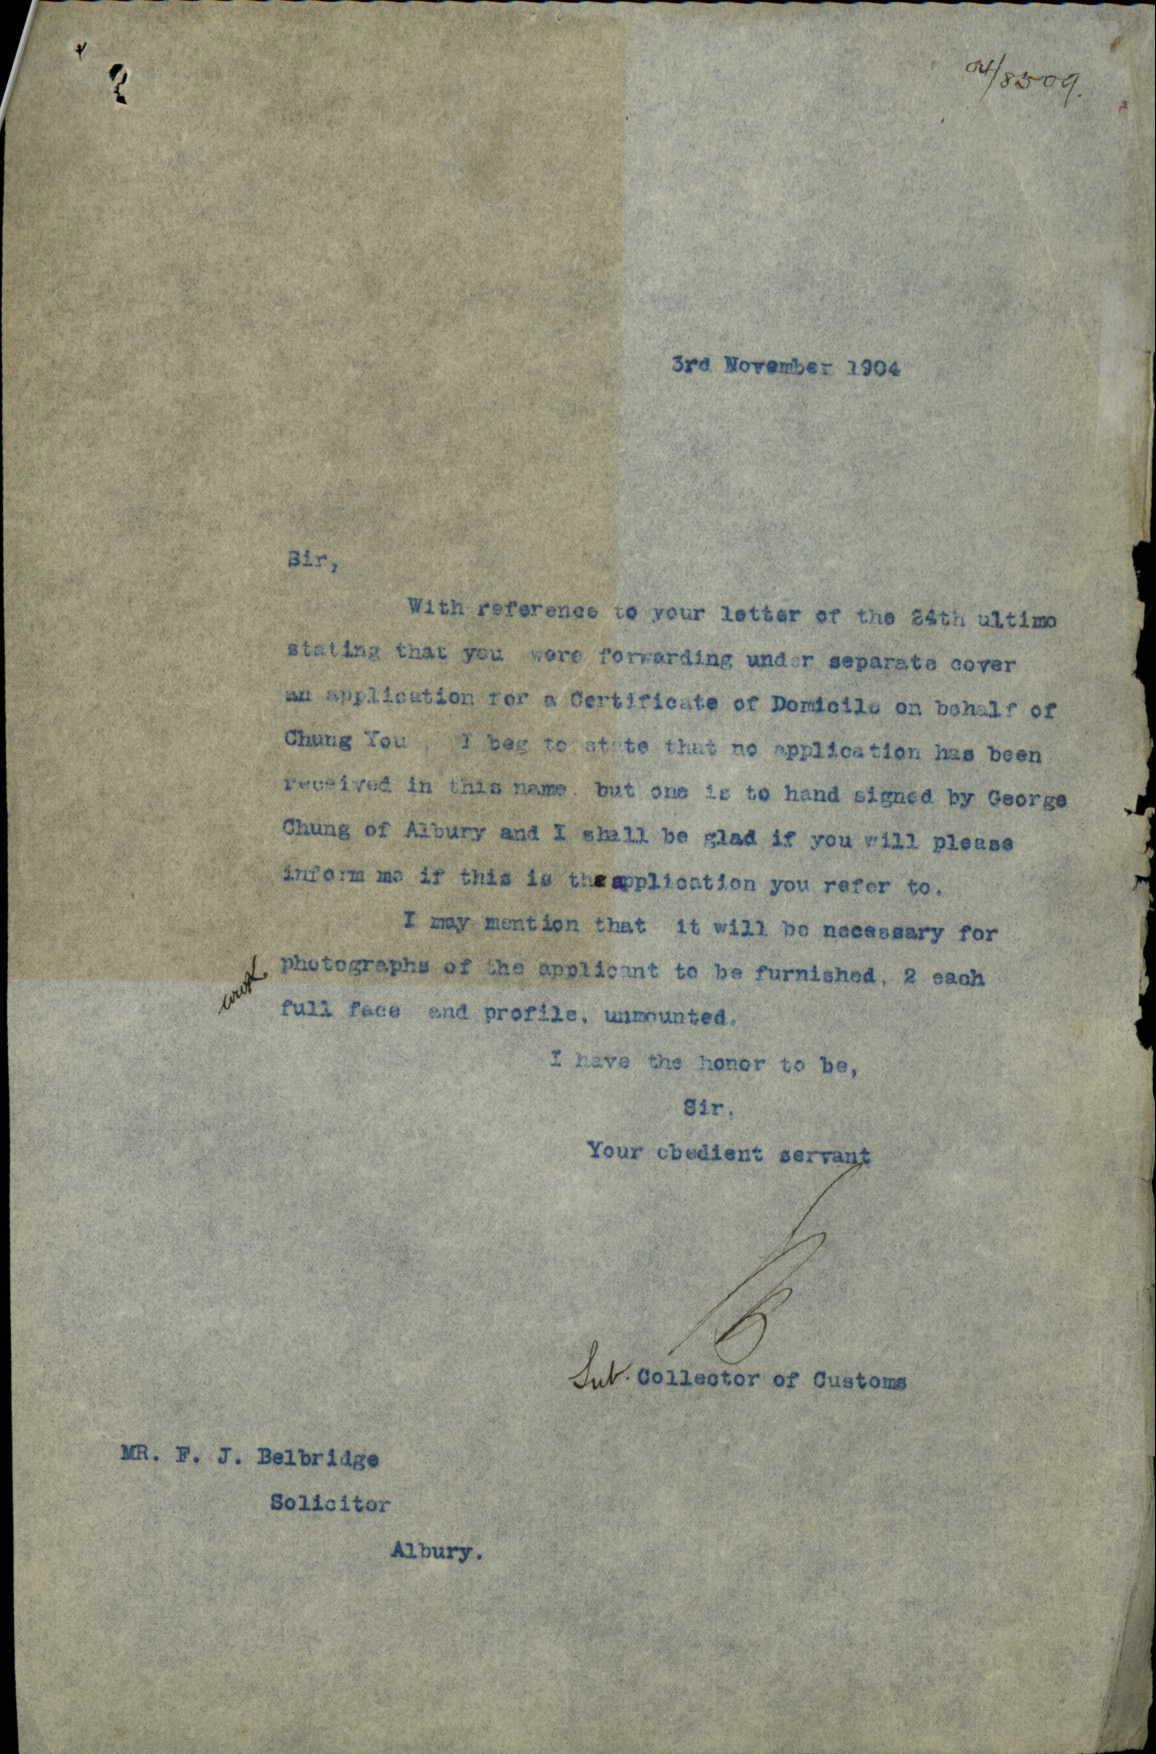 04/8509.
3rd November 1904
Sir,
With reference to your letter of the 24th ultimo
stating that you were forwarding under separate cover
an application for a Certificate of Domicile on behalf of
Chung You , I beg to state that no application has been
received in this name, but one is to hand signed by George
Chung of Albury and I shall be glad if you will please
inform me if this is the application you refer to.
I may mention that it will be necessary for
photographs of the applicant to be furnished, 2 each
full face and profile, unmounted.
I have the honor to be,
Sir,
Your obedient servant
Sub. Collector of Customs
MR. F. J. Belbridge
Solicitor
Albury.